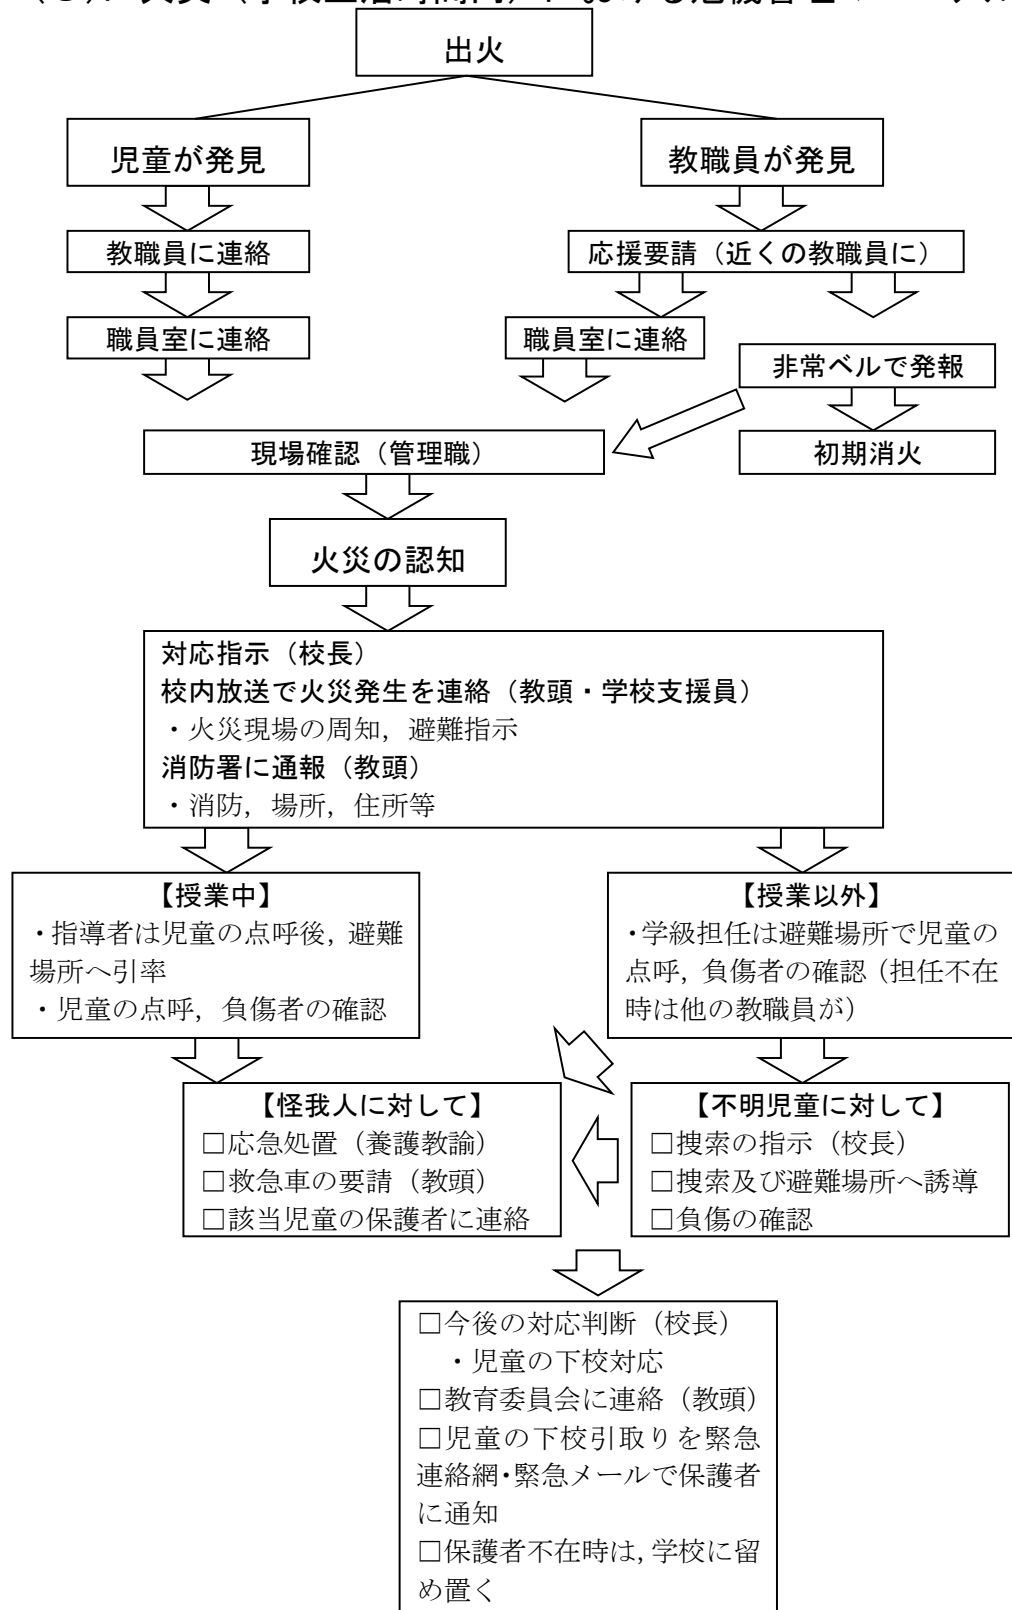 出火
児童が発見
教職員が発見
教職員に連絡
応援要請（近くの教職員に）
職員室に連絡
職員室に連絡
非常ベルで発報
現場確認（管理職）
初期消火
火災の認知
対応指示（校長）
校内放送で火災発生を連絡（教頭・学校支援員）
・火災現場の周知，避難指示
消防署に通報（教頭）
・消防，場所，住所等
【授業中】
・指導者は児童の点呼後，避難
場所へ引率
・児童の点呼，負傷者の確認
【授業以外】
・学級担任は避難場所で児童の
点呼，負傷者の確認（担任不在
時は他の教職員が）
【怪我人に対して】
□応急処置（養護教諭）
□救急車の要請（教頭）
□該当児童の保護者に連絡
【不明児童に対して】
□捜索の指示（校長）
□捜索及び避難場所へ誘導
□負傷の確認
□今後の対応判断（校長）
・児童の下校対応
□教育委員会に連絡（教頭）
□児童の下校引取りを緊急
連絡網・緊急メールで保護者
に通知
□保護者不在時は，学校に留
め置く